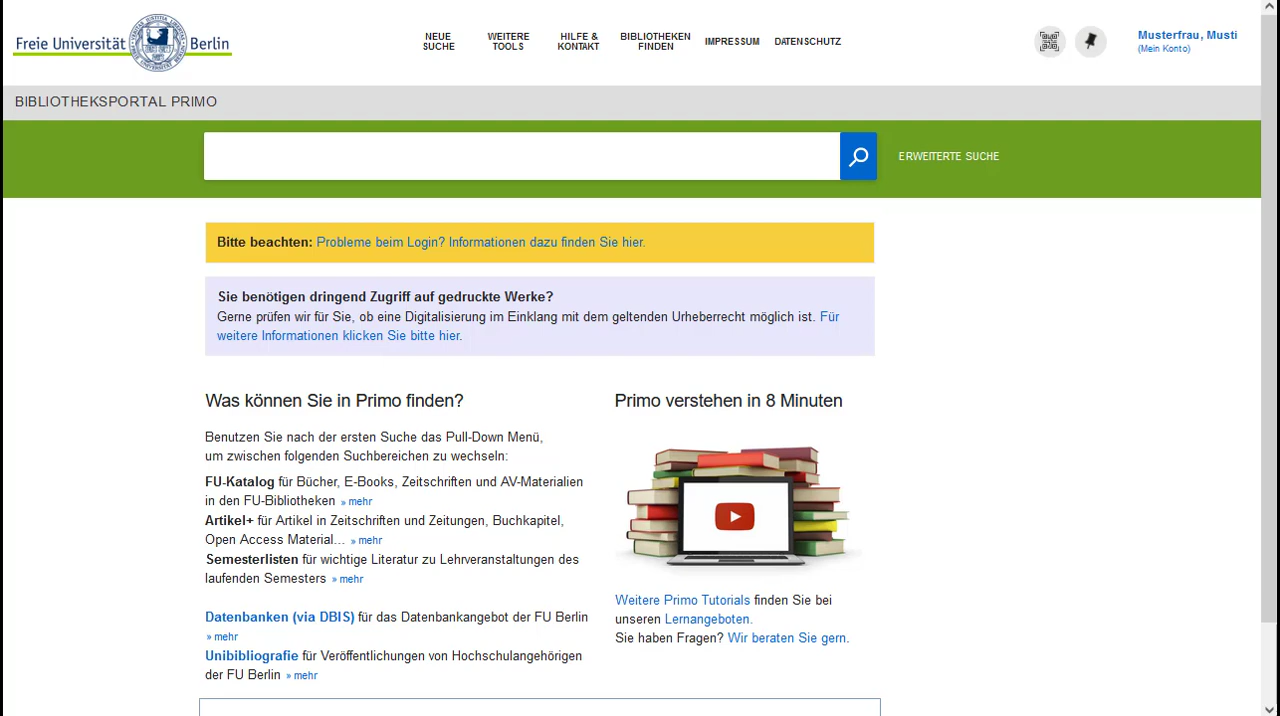 Freie Universität Berlin
NEUE SUCHE
WEITERE TOOLS
HILFE & KONTAKT
BIBLIOTHEKEN FINDEN
IMPRESSUM
DATENSCHUTZ
Musterfrau, Musti
(Mein Konto)
BIBLIOTHEKSPORTAL PRIMO
ERWEITERTE SUCHE
Bitte beachten: Probleme beim Login? Informationen dazu finden Sie hier.
Sie benötigen dringend Zugriff auf gedruckte Werke?
Gerne prüfen wir für Sie, ob eine Digitalisierung im Einklang mit dem geltenden Urheberrecht möglich ist. Für
weitere Informationen klicken Sie bitte hier.
Was können Sie in Primo finden?
Benutzen Sie nach der ersten Suche das Pull-Down Menü,
um zwischen folgenden Suchbereichen zu wechseln:
FU-Katalog für Bücher, E-Books, Zeitschriften und AV-Materialien
in den FU-Bibliotheken » mehr
Artikel+ für Artikel in Zeitschriften und Zeitungen, Buchkapitel,
Open Access Material... » mehr
Semesterlisten für wichtige Literatur zu Lehrveranstaltungen des
laufenden Semesters » mehr
Datenbanken (via DBIS) für das Datenbankangebot der FU Berlin
» mehr
Unibibliografie für Veröffentlichungen von Hochschulangehörigen
der FU Berlin » mehr
Primo verstehen in 8 Minuten
Weitere Primo Tutorials finden Sie bei
unseren Lernangeboten.
Sie haben Fragen? Wir beraten Sie gern.